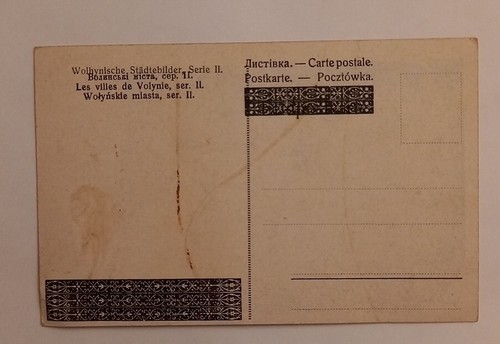 Wolhynische Städtebilder, Serie II.
Волинські міста, сер. II.
Les villes de Volynie, ser. II.
Wołyńskie miasta, ser. II.
Листівка. — Carte postale.
Postkarte. — Pocztówka.